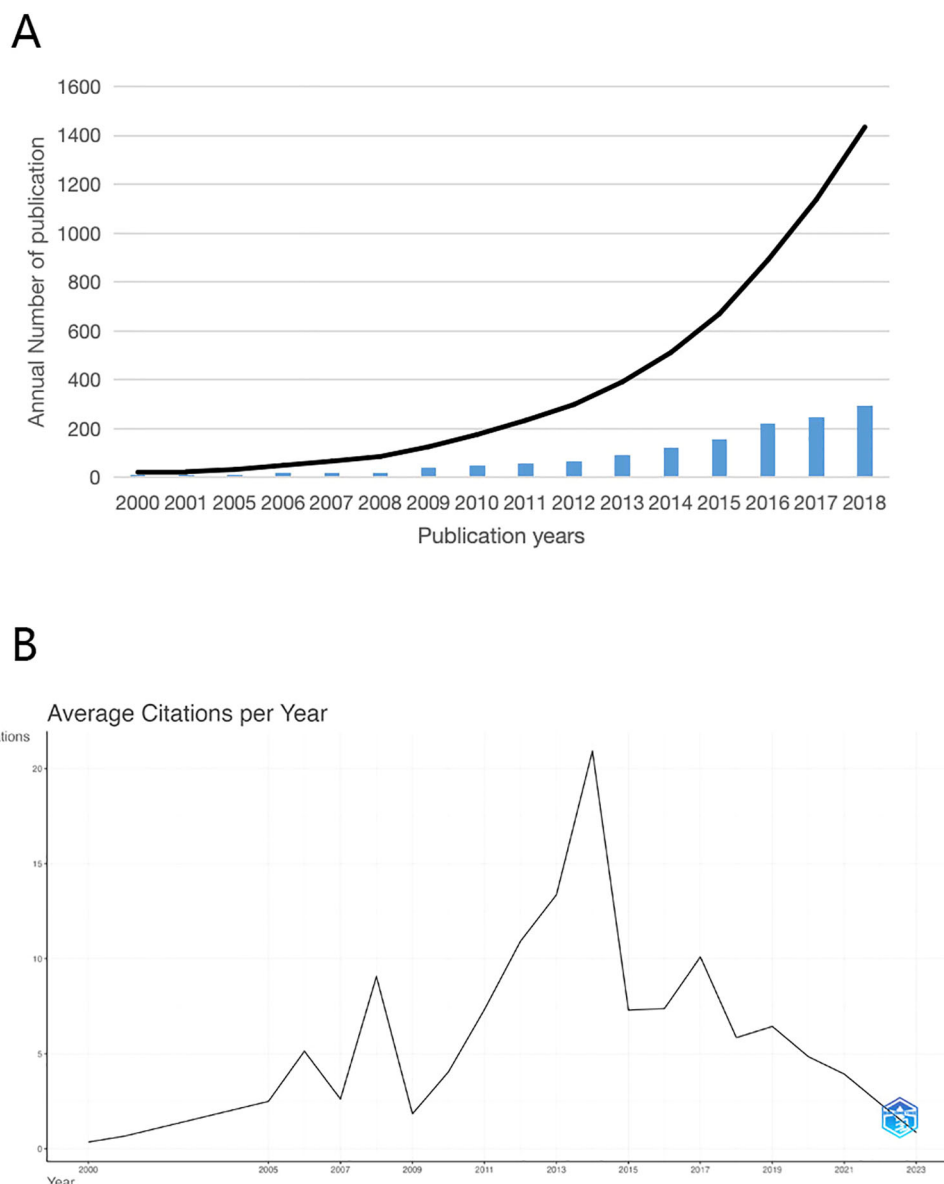 A
1600
1400
1200
1000
800
600
400
200
0
Annual Number of publication
2000 2001 2005 2006 2007 2008 2009 2010 2011 2012 2013 2014 2015 2016 2017 2018
Publication years
B
Average Citations per Year
tions
20
15
10
5
0
2000 2005 2007 2009 2011 2013 2015 2017 2019 2021 2023
Year